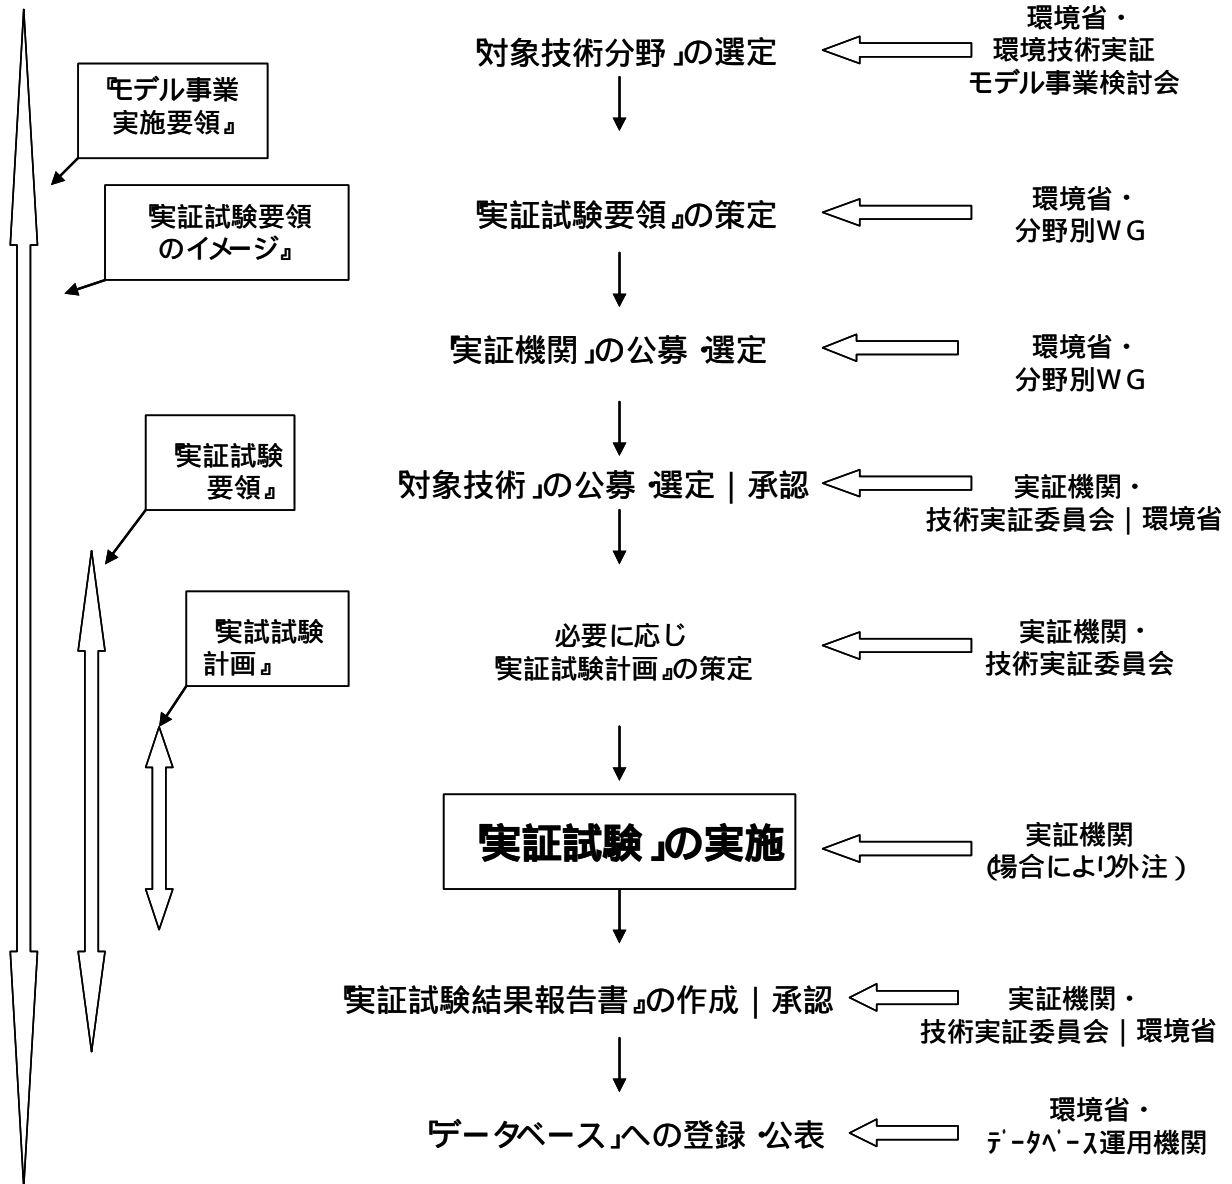 「対象技術分野」の選定
環境省・
環境技術実証
モデル事業検討会
『モデル事業
実施要領』
『実証試験要領
のイメージ』
『実証試験要領』の策定
環境省・
分野別WG
「実証機関」の公募・選定
環境省・
分野別WG
『実証試験
要領』
「対象技術」の公募・選定|承認
実証機関・
技術実証委員会|環境省
『実試試験
計画』
必要に応じ
『実証試験計画』の策定
実証機関・
技術実証委員会
「実証試験」の実施
実証機関
(場合により外注)
『実証試験結果報告書』の作成|承認
実証機関・
技術実証委員会|環境省
「データベース」への登録・公表
環境省・
データベース運用機関